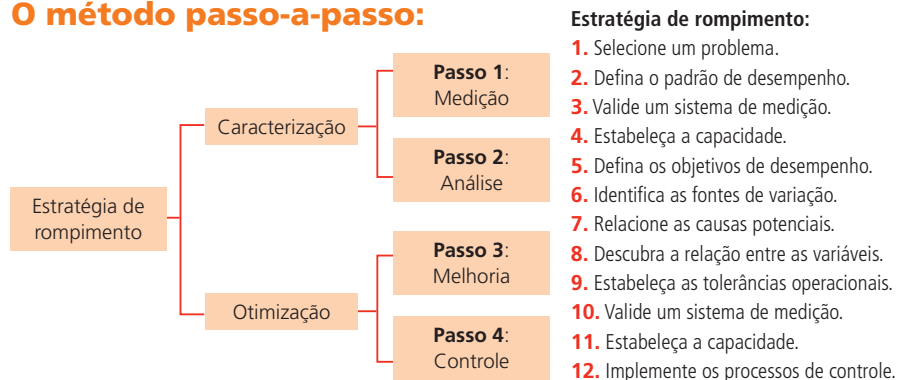 O método passo-a-passo:
Estratégia de
rompimento
Caracterização
Passo 1:
Medição
Passo 2:
Análise
Otimização
Passo 3:
Melhoria
Passo 4:
Controle
Estratégia de rompimento:
1. Selecione um problema.
2. Defina o padrão de desempenho.
3. Valide um sistema de medição.
4. Estabeleça a capacidade.
5. Defina os objetivos de desempenho.
6. Identifica as fontes de variação.
7. Relacione as causas potenciais.
8. Descubra a relação entre as variáveis.
9. Estabeleça as tolerâncias operacionais.
10. Valide um sistema de medição.
11. Estabeleça a capacidade.
12. Implemente os processos de controle.